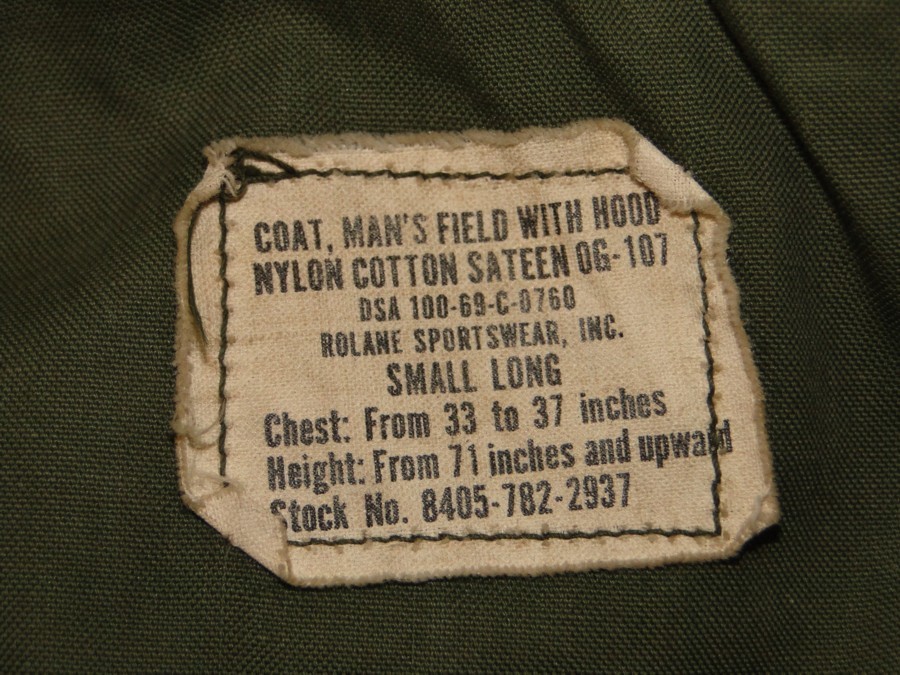 COAT, MAN'S FIELD WITH HOOD
NYLON COTTON SATEEN OG-107
DSA 100-69-C-0760
ROLANE SPORTSWEAR, INC.
SMALL LONG
Chest: From 33 to 37 inches
Height: From 71 inches and upward
Stock No. 8405-782-2937